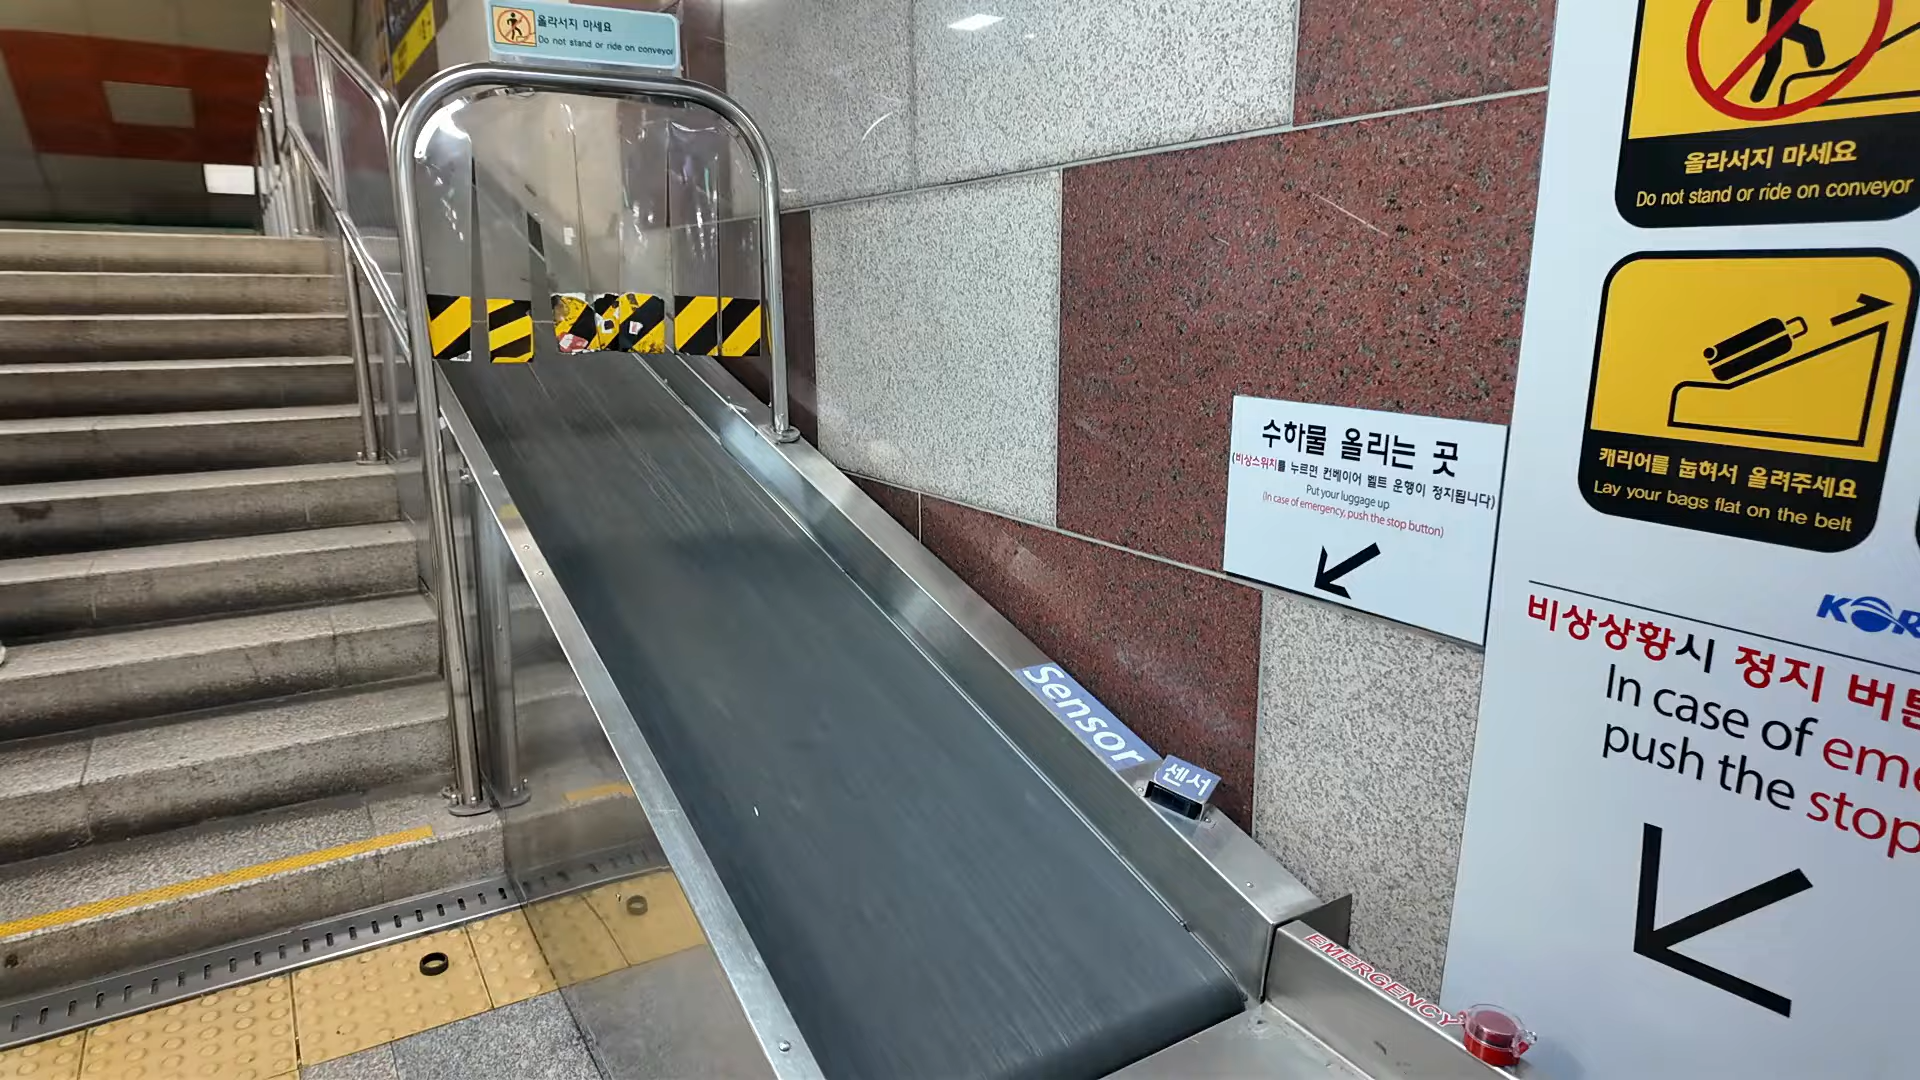 올라서지 마세요
Do not stand or ride on conveyor
올라서지 마세요
Do not stand or ride on conveyor
캐리어를 눕혀서 올려주세요
Lay your bags flat on the belt
수하물 올리는 곳
(비상스위치를 누르면 컨베이어 벨트 운행이 정지됩니다)
Put your luggage up
(In case of emergency, push the stop button)
비상상황시 정지
In case of
push the stop
Sensor
센서
EMERGENCY